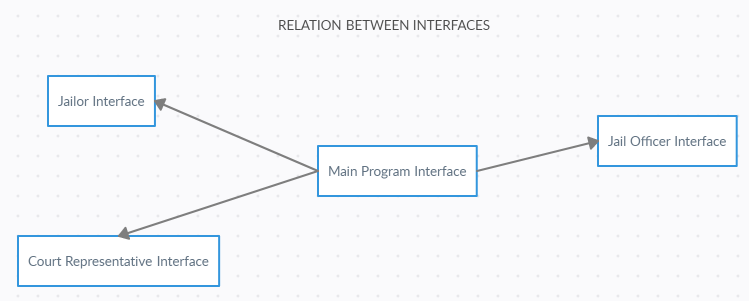 RELATION BETWEEN INTERFACES
Jailor Interface
Jail Officer Interface
Main Program Interface
Court Representative Interface